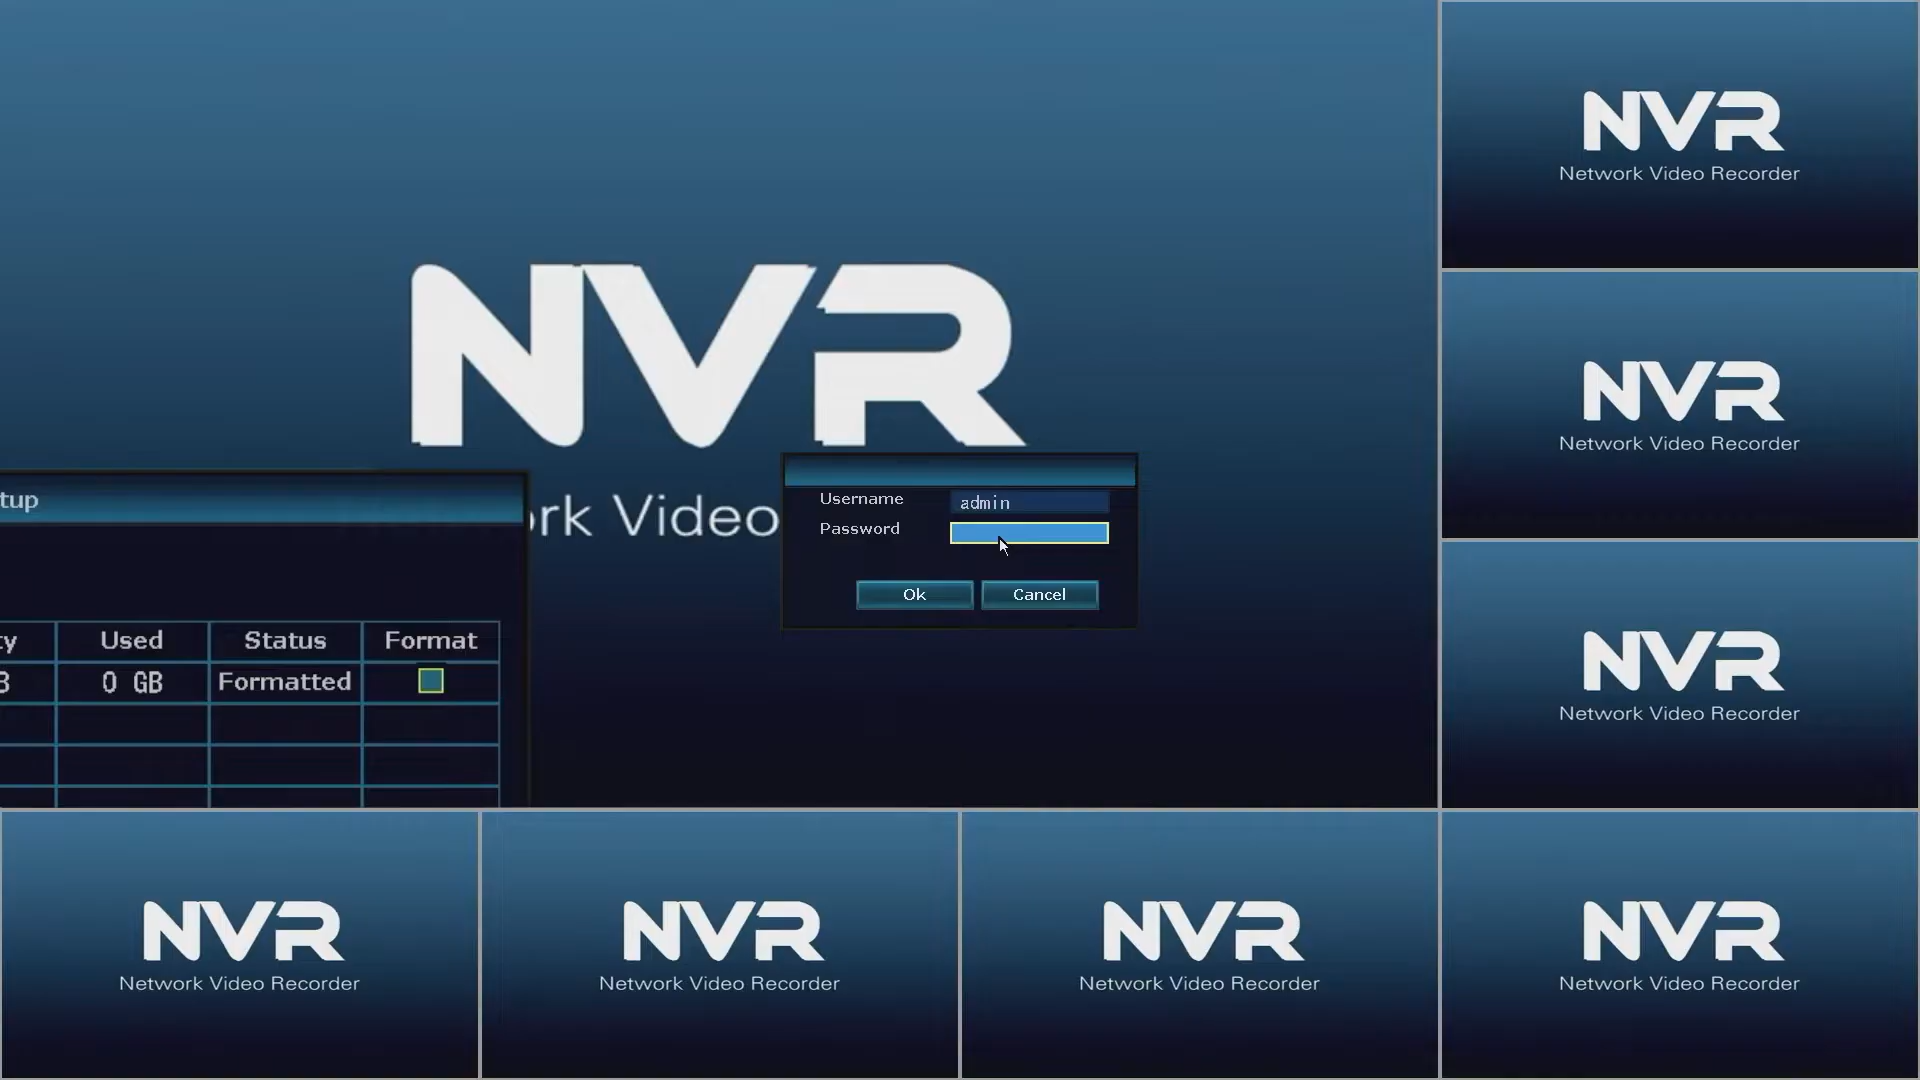 NVR
Network Video Recorder
NVR
rk Video
tup
ty
Used
Status
Format
B
0 GB
Formatted
Username
admin
Password
Ok
Cancel
NVR
Network Video Recorder
NVR
Network Video Recorder
NVR
Network Video Recorder
NVR
Network Video Recorder
NVR
Network Video Recorder
NVR
Network Video Recorder